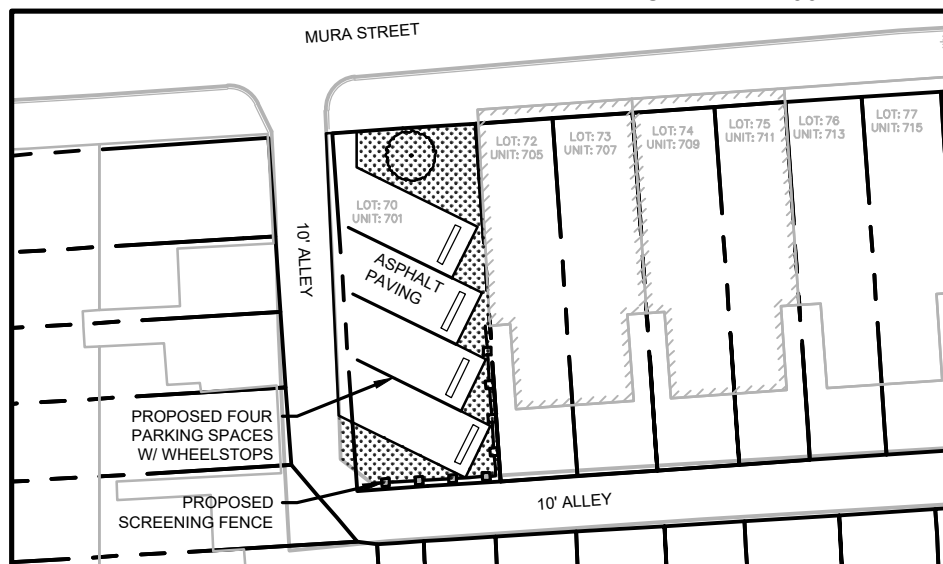 MURA STREET
LOT: 72
UNIT: 705
LOT: 73
UNIT: 707
LOT: 74
UNIT: 709
LOT: 75
UNIT: 711
LOT: 76
UNIT: 713
LOT: 77
UNIT: 715
LOT: 70
UNIT: 701
10' ALLEY
ASPHALT
PAVING
PROPOSED FOUR
PARKING SPACES
W/ WHEELSTOPS
PROPOSED
SCREENING FENCE
10' ALLEY